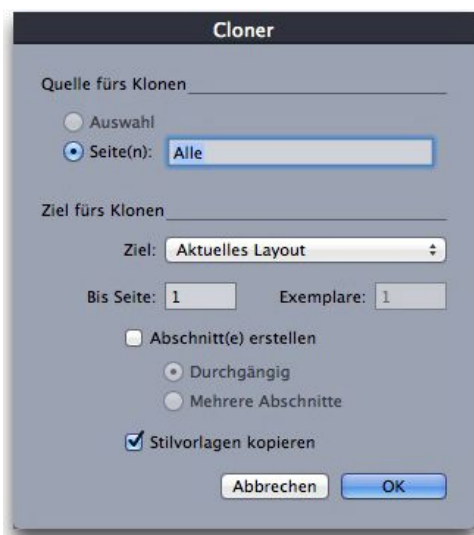 Cloner
Quelle fürs Klonen
Auswahl
Seite(n): Alle
Ziel fürs Klonen
Ziel: Aktuelles Layout
Bis Seite: 1 Exemplare: 1
Abschnitt(e) erstellen
Durchgängig
Mehrere Abschnitte
Stilvorlagen kopieren
Abbrechen OK